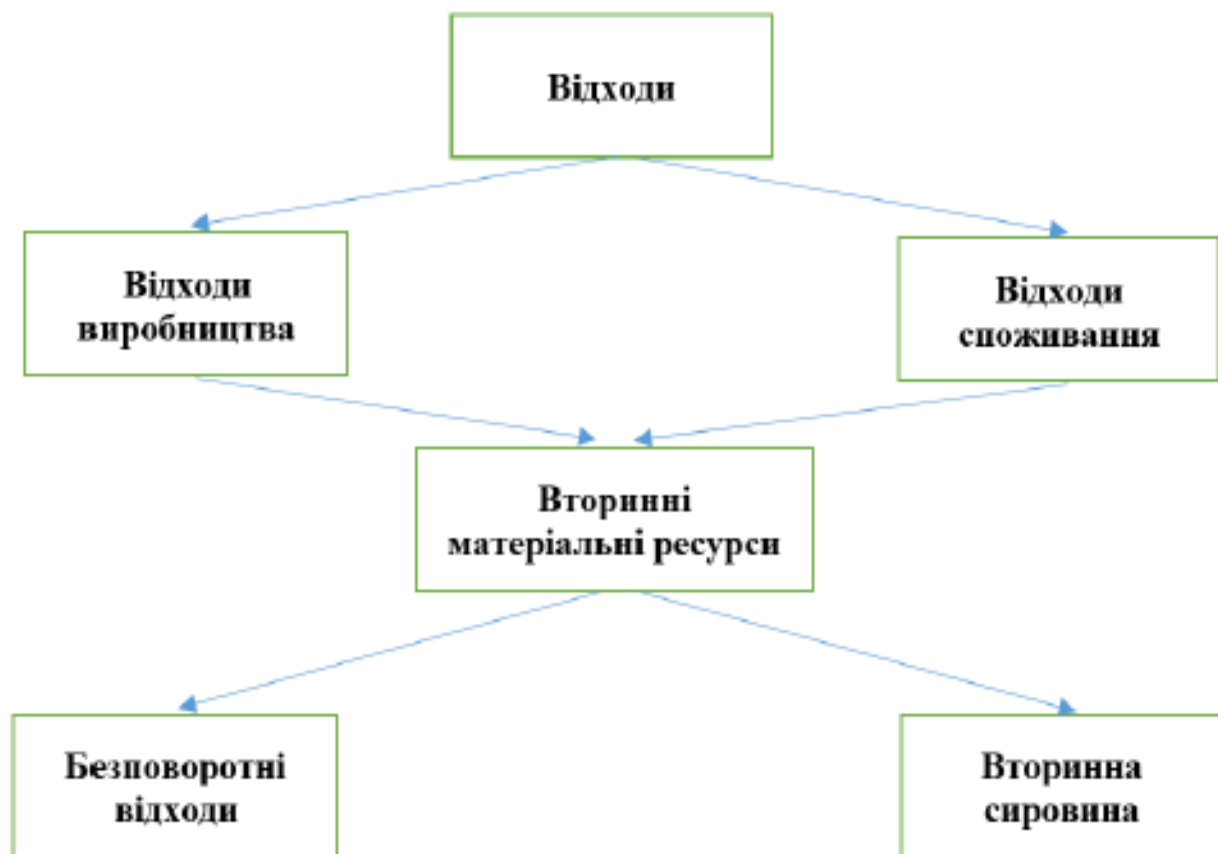 Відходи
Відходи
виробництва
Відходи
споживання
Вторинні
матеріальні ресурси
Безповоротні
відходи
Вторинна
сировина